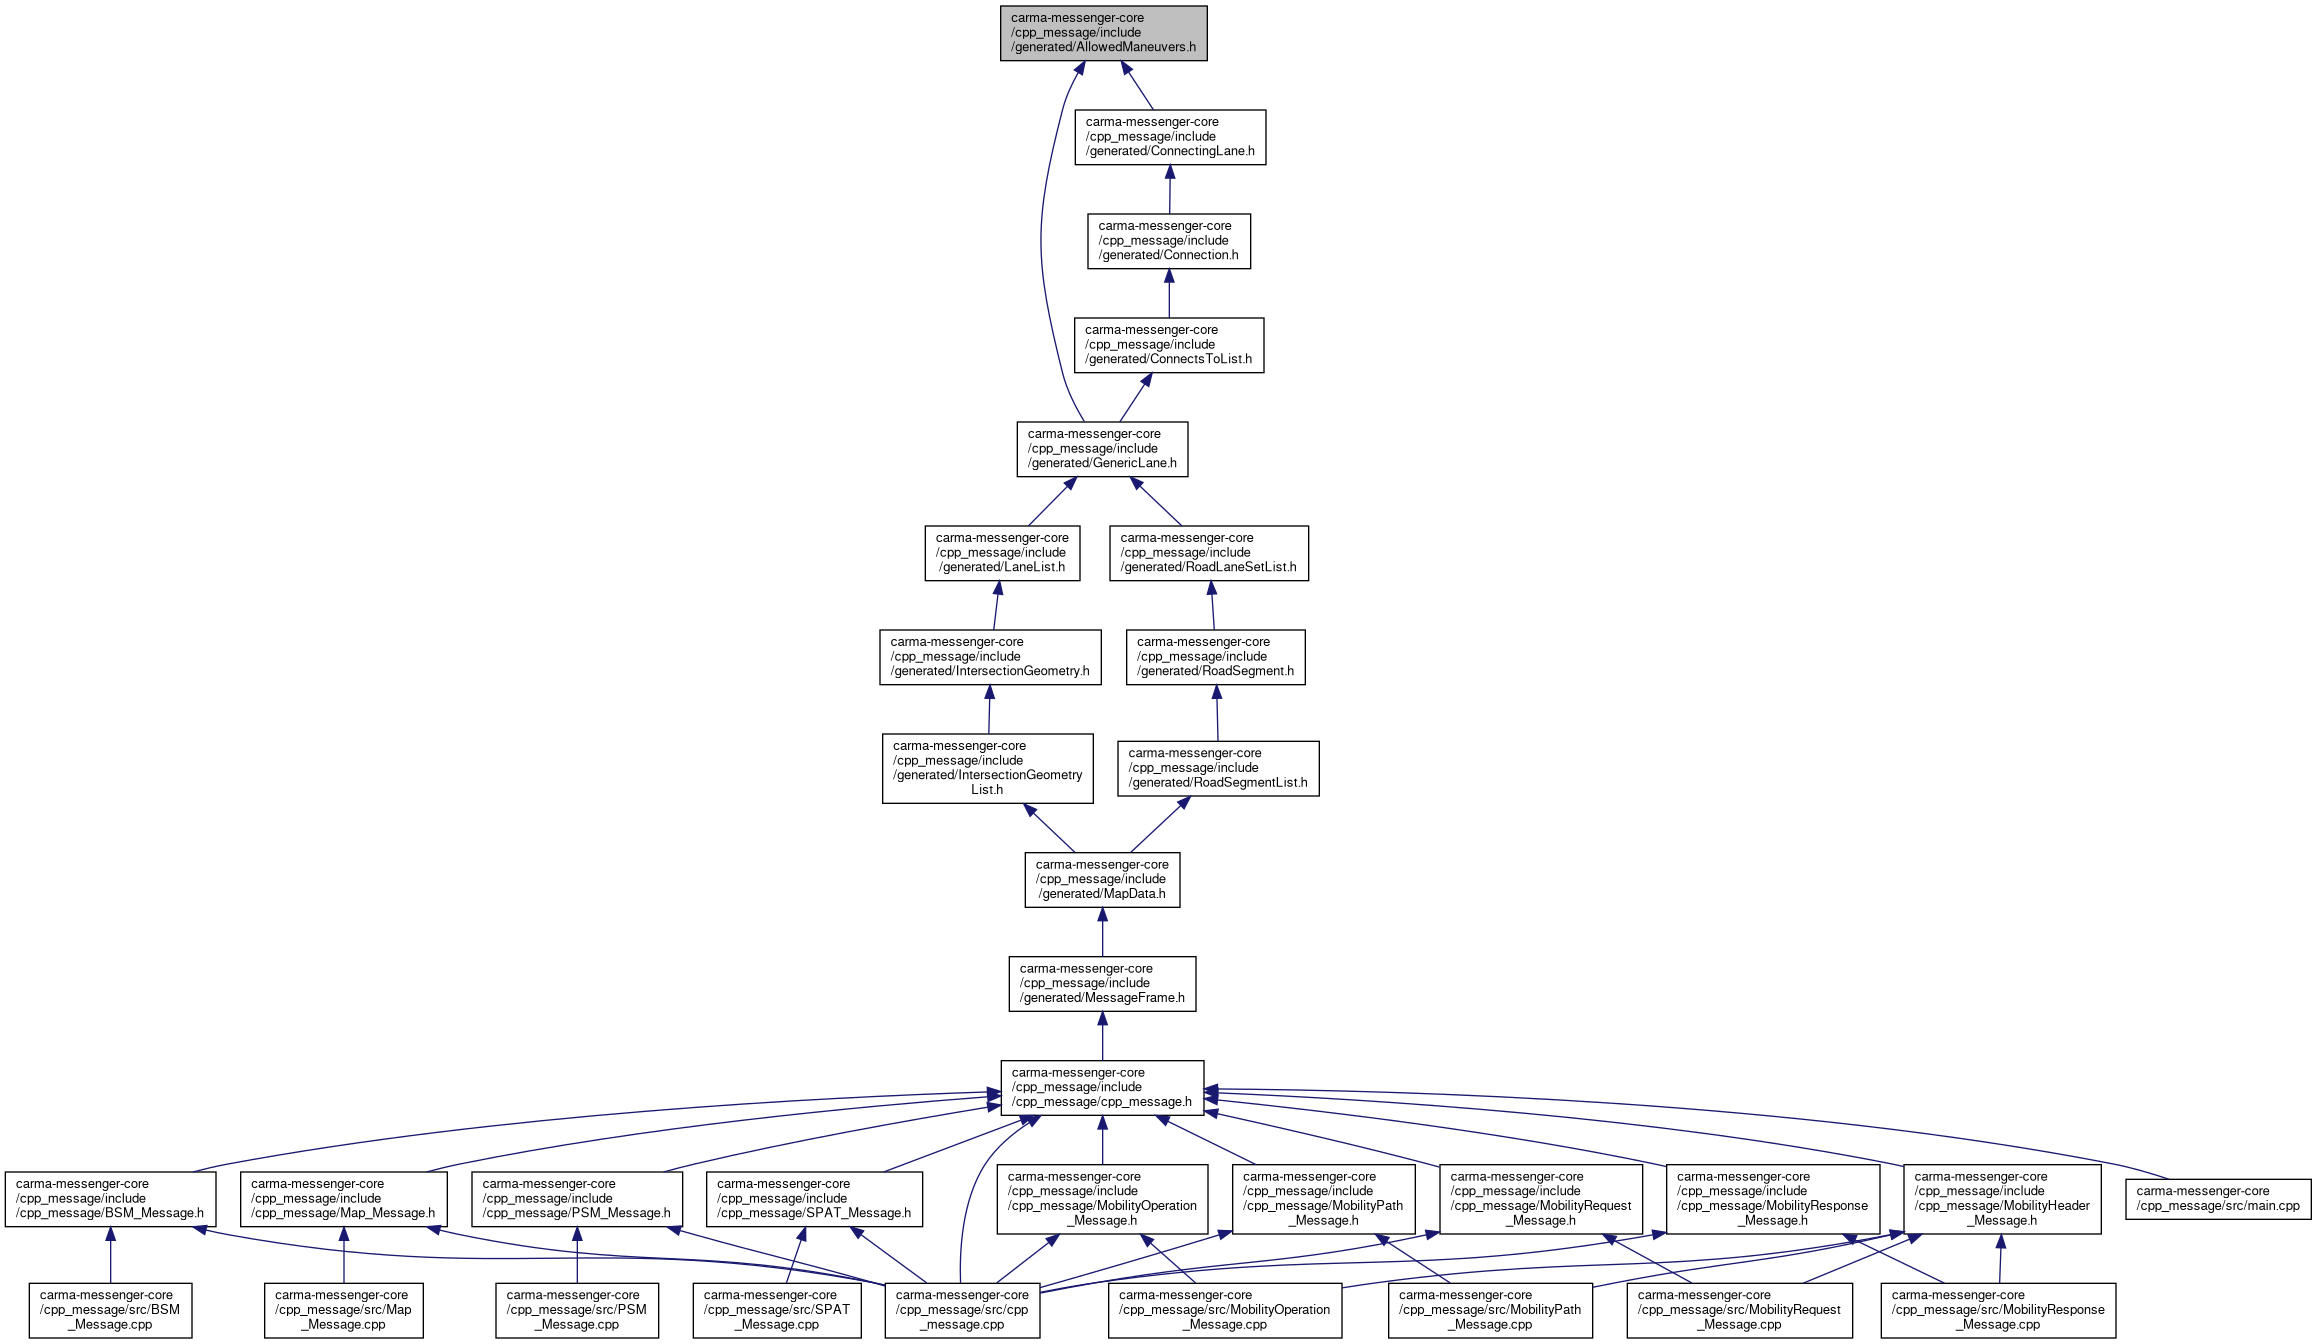 carma-messenger-core
/cpp_message/include
/generated/AllowedManeuvers.h
carma-messenger-core
/cpp_message/include
/generated/ConnectingLane.h
carma-messenger-core
/cpp_message/include
/generated/Connection.h
carma-messenger-core
/cpp_message/include
/generated/ConnectsToList.h
carma-messenger-core
/cpp_message/include
/generated/GenericLane.h
carma-messenger-core
/cpp_message/include
/generated/LaneList.h
carma-messenger-core
/cpp_message/include
/generated/RoadLaneSetList.h
carma-messenger-core
/cpp_message/include
/generated/IntersectionGeometry.h
carma-messenger-core
/cpp_message/include
/generated/RoadSegment.h
carma-messenger-core
/cpp_message/include
/generated/IntersectionGeometry
List.h
carma-messenger-core
/cpp_message/include
/generated/RoadSegmentList.h
carma-messenger-core
/cpp_message/include
/generated/MapData.h
carma-messenger-core
/cpp_message/include
/generated/MessageFrame.h
carma-messenger-core
/cpp_message/include
/cpp_message/cpp_message.h
carma-messenger-core
/cpp_message/include
/cpp_message/BSM_Message.h
carma-messenger-core
/cpp_message/include
/cpp_message/Map_Message.h
carma-messenger-core
/cpp_message/include
/cpp_message/PSM_Message.h
carma-messenger-core
/cpp_message/include
/cpp_message/SPAT_Message.h
carma-messenger-core
/cpp_message/include
/cpp_message/MobilityOperation
_Message.h
carma-messenger-core
/cpp_message/include
/cpp_message/MobilityPath
_Message.h
carma-messenger-core
/cpp_message/include
/cpp_message/MobilityRequest
_Message.h
carma-messenger-core
/cpp_message/include
/cpp_message/MobilityResponse
_Message.h
carma-messenger-core
/cpp_message/include
/cpp_message/MobilityHeader
_Message.h
carma-messenger-core
/cpp_message/src/main.cpp
carma-messenger-core
/cpp_message/src/BSM
_Message.cpp
carma-messenger-core
/cpp_message/src/Map
_Message.cpp
carma-messenger-core
/cpp_message/src/PSM
_Message.cpp
carma-messenger-core
/cpp_message/src/SPAT
_Message.cpp
carma-messenger-core
/cpp_message/src/cpp
_message.cpp
carma-messenger-core
/cpp_message/src/MobilityOperation
_Message.cpp
carma-messenger-core
/cpp_message/src/MobilityPath
_Message.cpp
carma-messenger-core
/cpp_message/src/MobilityRequest
_Message.cpp
carma-messenger-core
/cpp_message/src/MobilityResponse
_Message.cpp